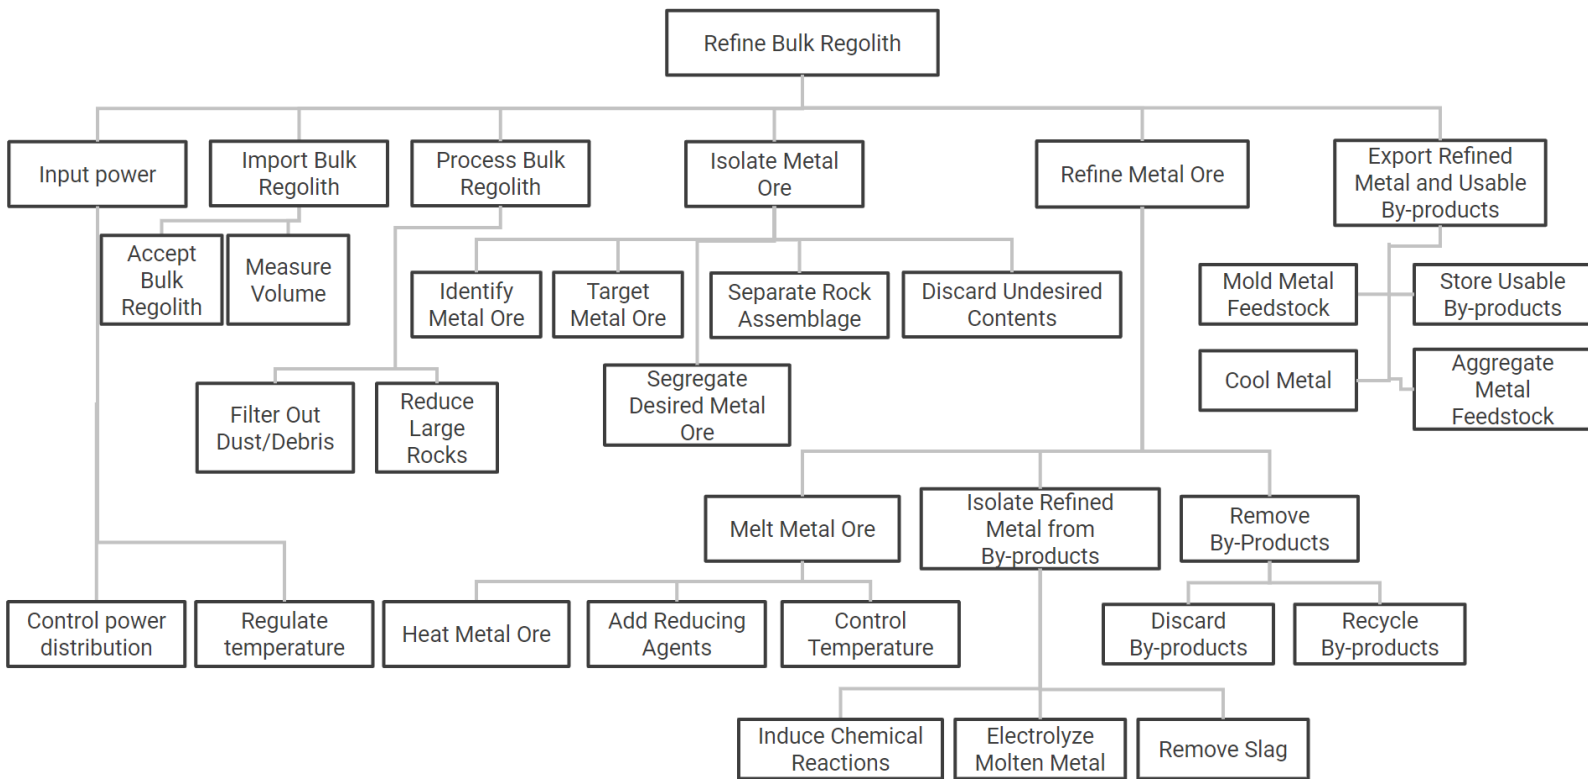 Refine Bulk Regolith
Input power
Import Bulk
Regolith
Process Bulk
Regolith
Isolate Metal
Ore
Refine Metal Ore
Export Refined
Metal and Usable
By-products
Accept
Bulk
Regolith
Measure
Volume
Identify
Metal Ore
Target
Metal Ore
Separate Rock
Assemblage
Discard Undesired
Contents
Mold Metal
Feedstock
Store Usable
By-products
Filter Out
Dust/Debris
Reduce
Large
Rocks
Segregate
Desired Metal
Ore
Cool Metal
Aggregate
Metal
Feedstock
Melt Metal Ore
Isolate Refined
Metal from
By-products
Remove
By-Products
Control power
distribution
Regulate
temperature
Heat Metal Ore
Add Reducing
Agents
Control
Temperature
Discard
By-products
Recycle
By-products
Induce Chemical
Reactions
Electrolyze
Molten Metal
Remove Slag